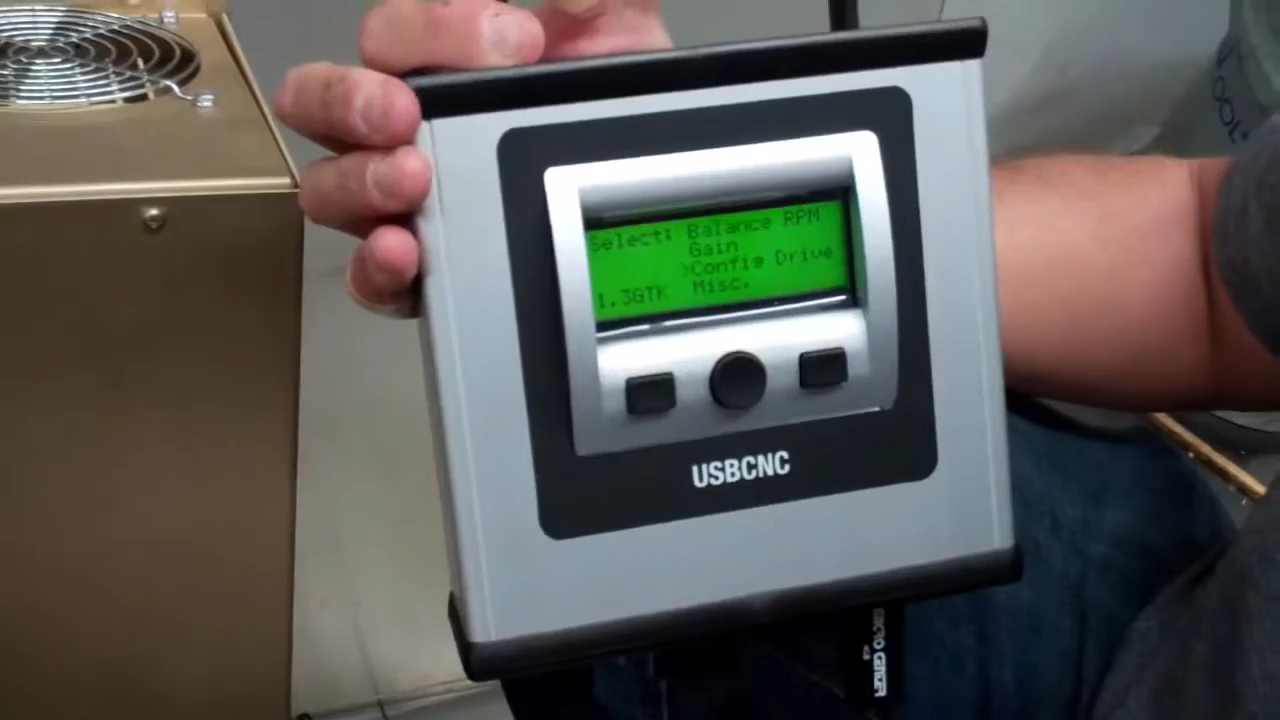 Select: Balance RPM
Gain
>Config Drive
1.3GTK Misc.
USBCNC